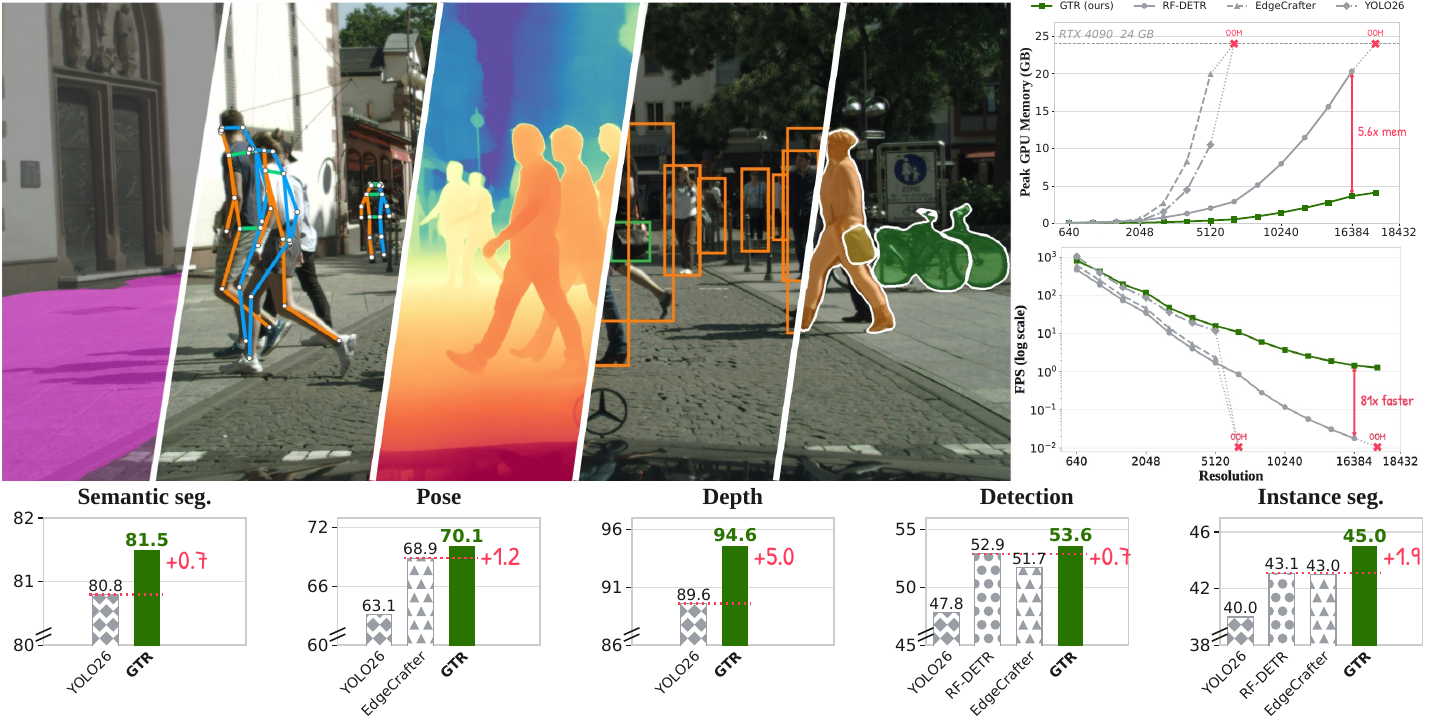 GTR (ours) RF-DETR EdgeCrafter YOLO26
RTX 4090 24 GB
OOM OOM
5.6x mem
Peak GPU Memory (GB)
25
20
15
10
5
0
640 2048 5120 10240 16384 18432
ZONE
10³
10²
10¹
10⁰
10⁻¹
10⁻²
FPS (log scale)
81x faster
OOM OOM
640 2048 5120 10240 16384 18432
Resolution
Semantic seg.
82
81
80
80.8
81.5
+0.7
YOLO26
GTR
Pose
72
66
60
63.1
68.9
70.1
+1.2
YOLO26
EdgeCrafter
GTR
Depth
96
91
86
89.6
94.6
+5.0
YOLO26
GTR
Detection
55
50
45
47.8
52.9
51.7
53.6
+0.7
YOLO26
RF-DETR
EdgeCrafter
GTR
Instance seg.
46
42
38
40.0
43.1
43.0
45.0
+1.9
YOLO26
RF-DETR
EdgeCrafter
GTR